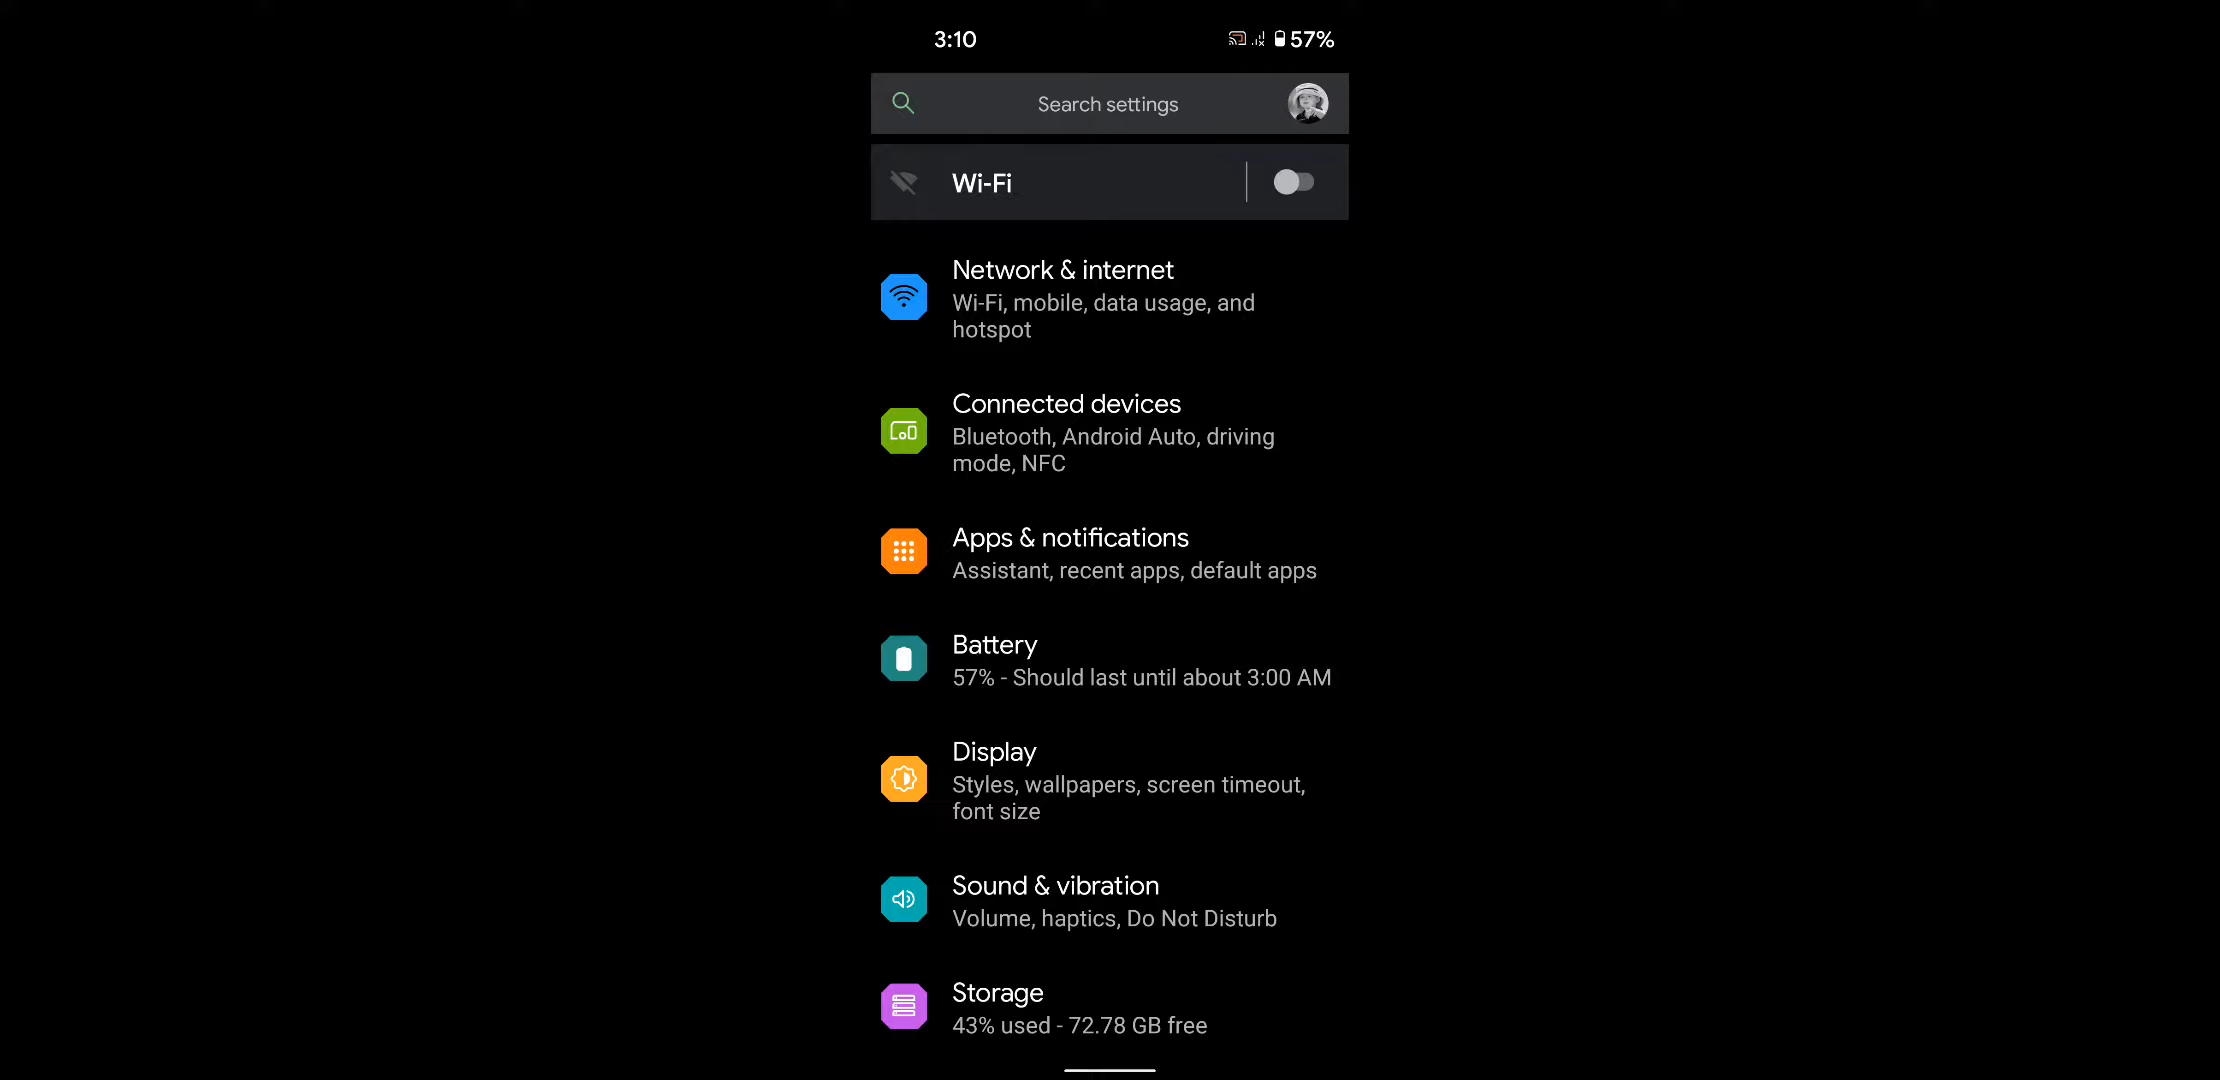 3:10
57%
Search settings
Wi-Fi
Network & internet
Wi-Fi, mobile, data usage, and
hotspot
Connected devices
Bluetooth, Android Auto, driving
mode, NFC
Apps & notifications
Assistant, recent apps, default apps
Battery
57% - Should last until about 3:00 AM
Display
Styles, wallpapers, screen timeout,
font size
Sound & vibration
Volume, haptics, Do Not Disturb
Storage
43% used - 72.78 GB free